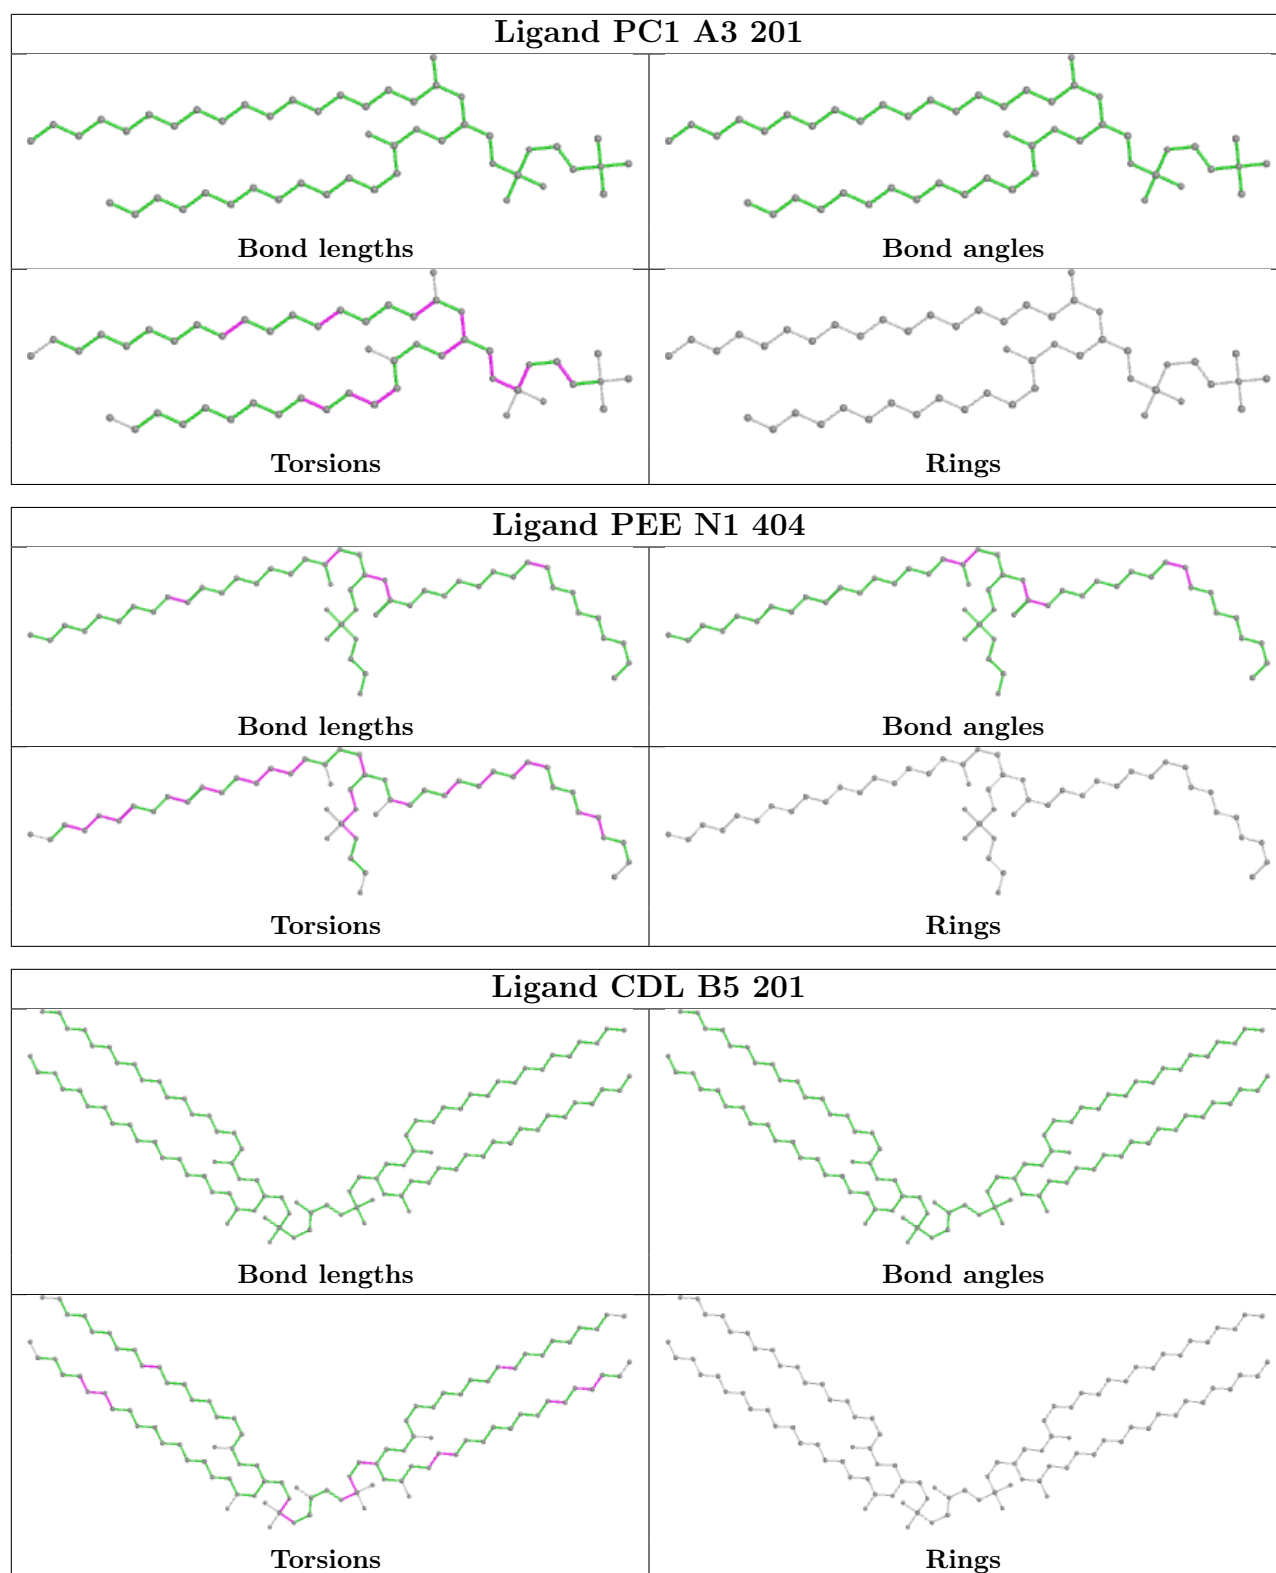 Ligand PC1 A3 201
Bond lengths
Bond angles
Torsions
Rings
Ligand PEE N1 404
Bond lengths
Bond angles
Torsions
Rings
Ligand CDL B5 201
Bond lengths
Bond angles
Torsions
Rings